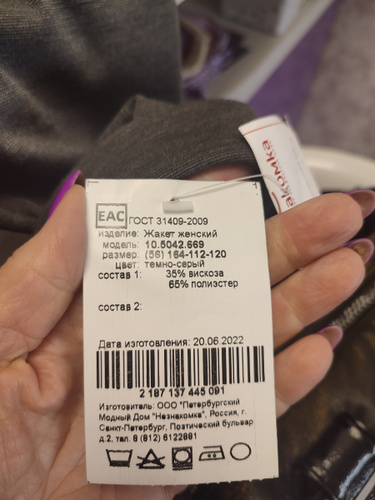 EAC ГОСТ 31409-2009
изделие: Жакет женский
модель: 10.5042.669
размер: (56) 164-112-120
цвет: темно-серый
состав 1: 35% вискоза
65% полиэстер
состав 2:
Дата изготовления: 20.06.2022
2 187 137 445 091
Изготовитель: ООО "Петербургский
Модный Дом "Незнакомка", Россия, г.
Санкт-Петербург, Поэтический бульвар
д.2, тел. 8 (812) 6122881
акомка